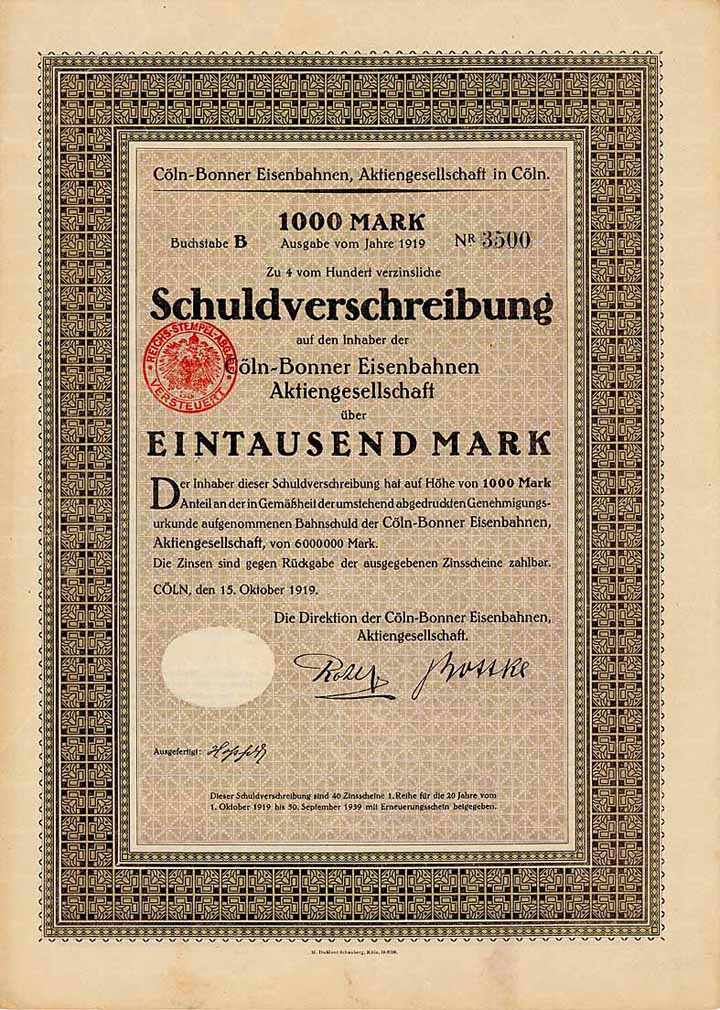 Cöln-Bonner Eisenbahnen, Aktiengesellschaft in Cöln.
1000 MARK
Buchstabe B Ausgabe vom Jahre 1919 NR 3500
Zu 4 vom Hundert verzinsliche
Schuldverschreibung
auf den Inhaber der
REICHS-STEMPEL-ABGABE
VERSTEUERT
Cöln-Bonner Eisenbahnen
Aktiengesellschaft
über
EINTAUSEND MARK
Der Inhaber dieser Schuldverschreibung hat auf Höhe von 1000 Mark
Anteil an der in Gemäßheit der umstehend abgedruckten Genehmigungs-
urkunde aufgenommenen Bahnschuld der Cöln-Bonner Eisenbahnen,
Aktiengesellschaft, von 6000000 Mark.
Die Zinsen sind gegen Rückgabe der ausgegebenen Zinsscheine zahlbar.
CÖLN, den 15. Oktober 1919.
Die Direktion der Cöln-Bonner Eisenbahnen,
Aktiengesellschaft.
Ausgefertigt:
Dieser Schuldverschreibung sind 40 Zinsscheine 1. Reihe für die 20 Jahre vom
1. Oktober 1919 bis 30. September 1939 mit Erneuerungsschein beigegeben.
M. DuMont Schauberg, Köln,